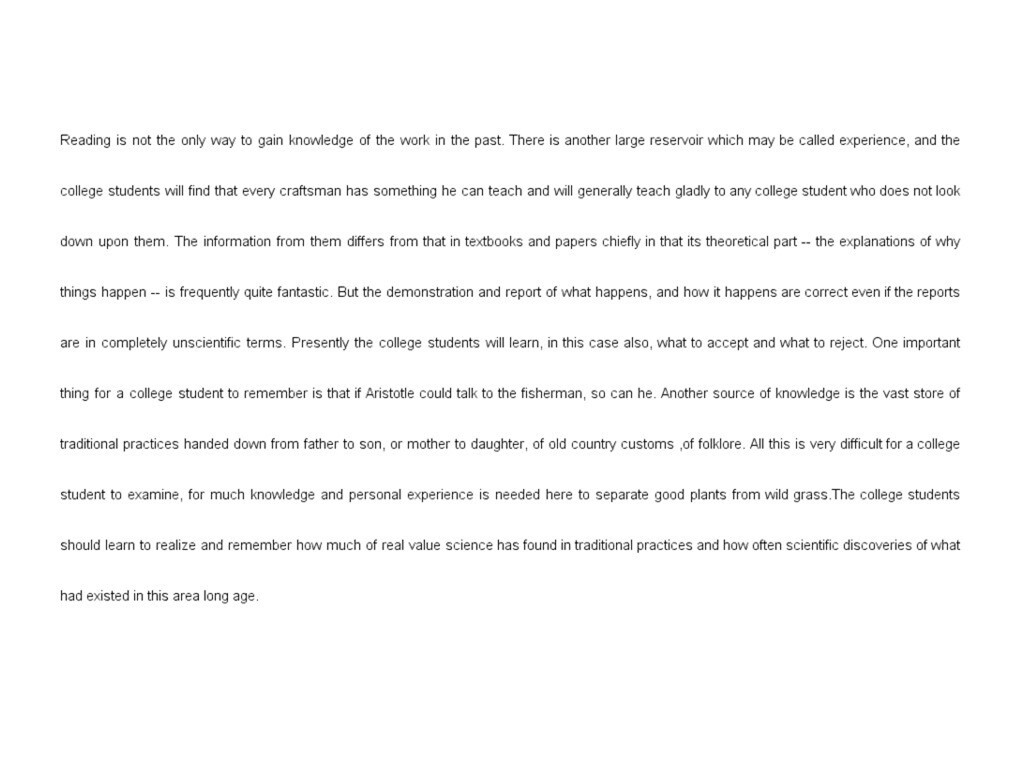 Reading is not the only way to gain knowledge of the work in the past. There is another large reservoir which may be called experience, and the
college students will find that every craftsman has something he can teach and will generally teach gladly to any college student who does not look
down upon them. The information from them differs from that in textbooks and papers chiefly in that its theoretical part -- the explanations of why
things happen -- is frequently quite fantastic. But the demonstration and report of what happens, and how it happens are correct even if the reports
are in completely unscientific terms. Presently the college students will learn, in this case also, what to accept and what to reject. One important
thing for a college student to remember is that if Aristotle could talk to the fisherman, so can he. Another source of knowledge is the vast store of
traditional practices handed down from father to son, or mother to daughter, of old country customs ,of folklore. All this is very difficult for a college
student to examine, for much knowledge and personal experience is needed here to separate good plants from wild grass.The college students
should learn to realize and remember how much of real value science has found in traditional practices and how often scientific discoveries of what
had existed in this area long age.